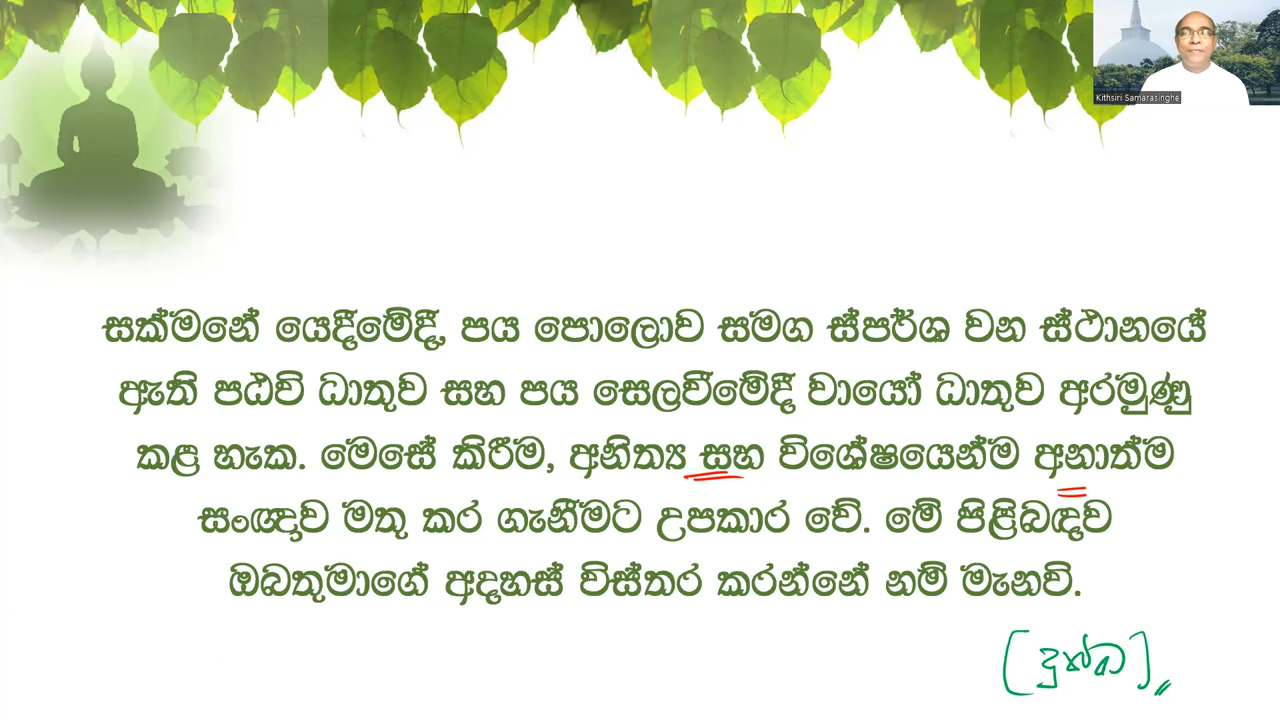 Kithsiri Samarasinghe
සක්මනේ යෙදීමේදී, පය පොලොව සමග ස්පර්ශ වන ස්ථානයේ
ඇති පඨවි ධාතුව සහ පය සෙලවීමේදී වායෝ ධාතුව අරමුණු
කළ හැක. මෙසේ කිරීම, අනිත්‍ය සහ විශේෂයෙන්ම අනාත්ම
සංඥාව මතු කර ගැනීමට උපකාර වේ. මේ පිළිබඳව
ඔබතුමාගේ අදහස් විස්තර කරන්නේ නම් මැනවි.
[දුක්ඛ]